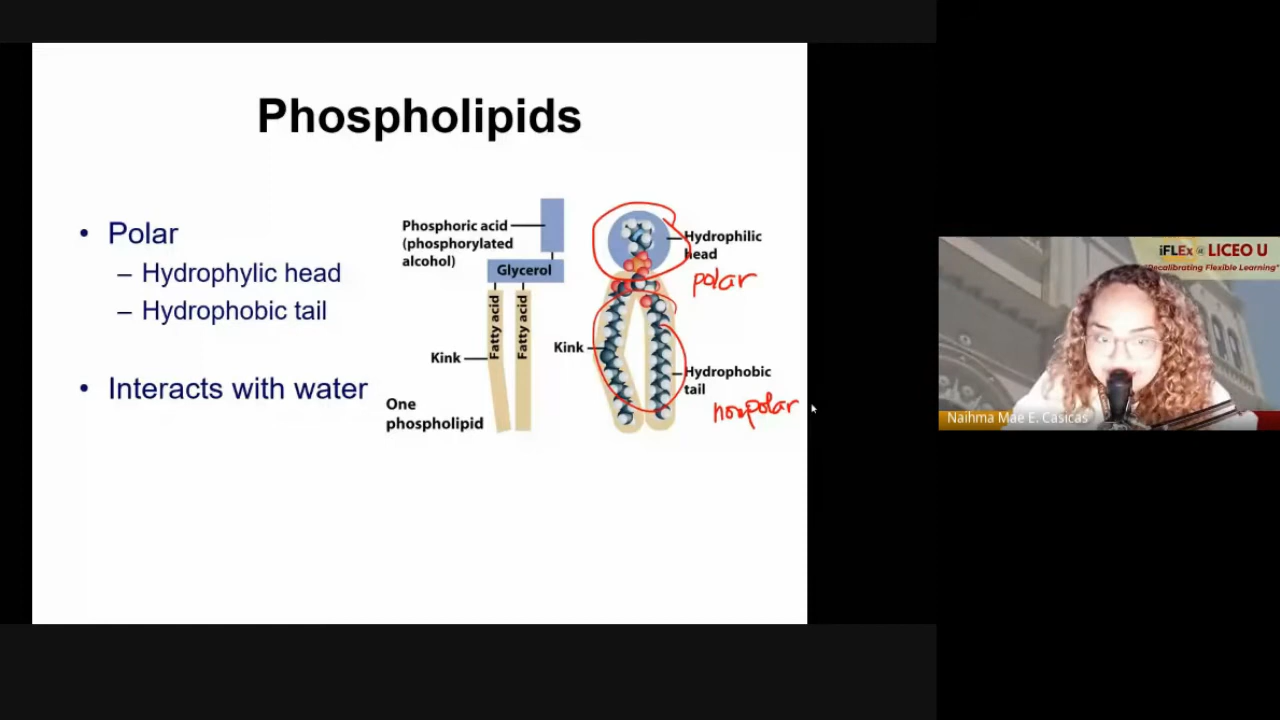 Phospholipids
• Polar
– Hydrophylic head
– Hydrophobic tail
• Interacts with water
Phosphoric acid
(phosphorylated
alcohol)
Glycerol
Fatty acid
Fatty acid
Kink
One
phospholipid
Hydrophilic
head
polar
Kink
Hydrophobic
tail
nonpolar
iFLEx @ LICEO U
"Decalibrating Flexible Learning"
Naihma Mae E. Casicas